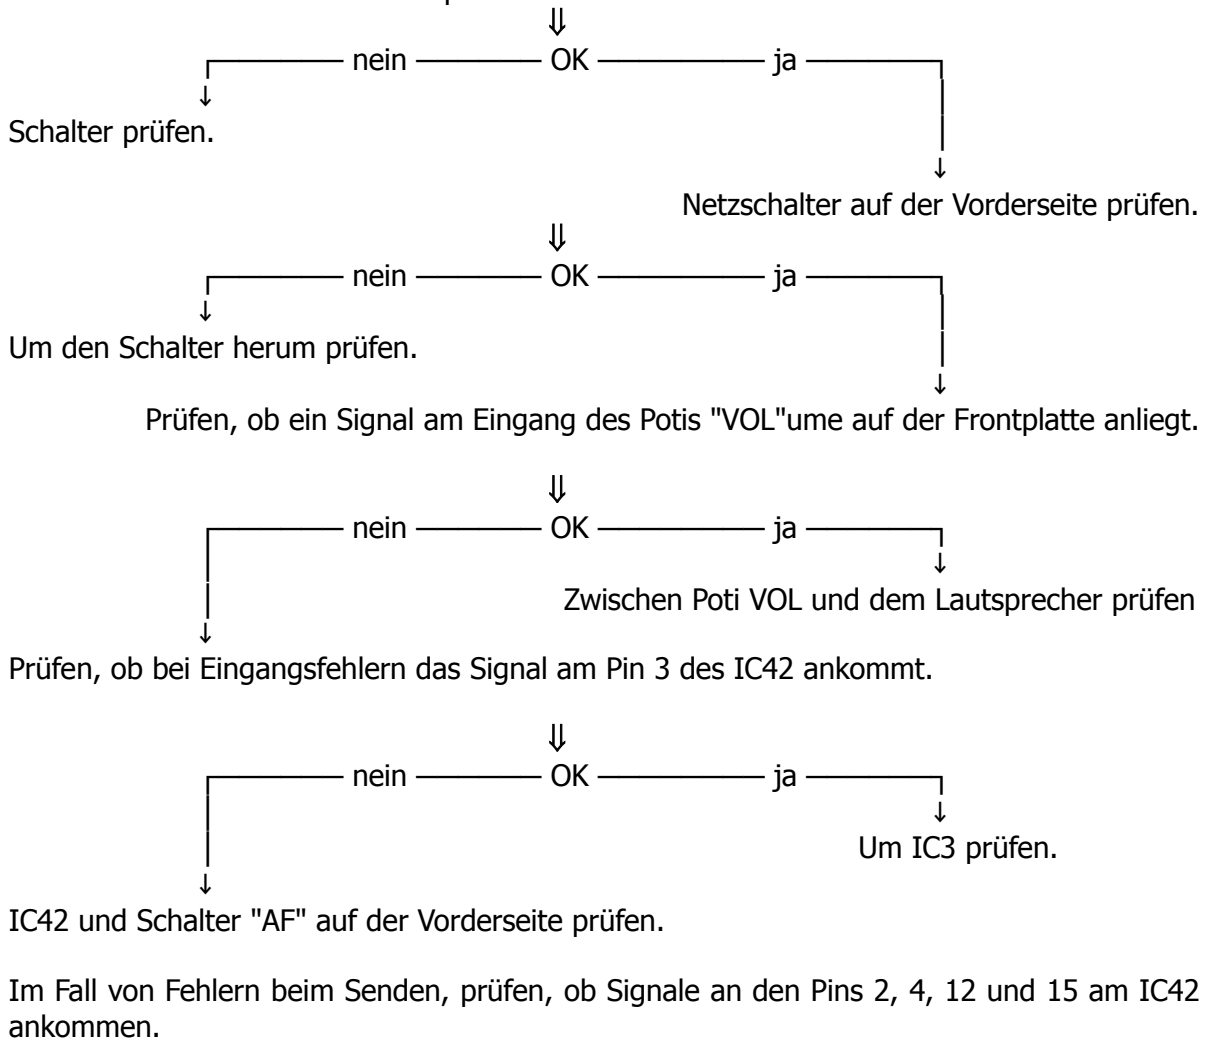 ⇓
nein OK ja
↓
Schalter prüfen.
↓
Netzschalter auf der Vorderseite prüfen.
⇓
nein OK ja
↓
Um den Schalter herum prüfen.
↓
Prüfen, ob ein Signal am Eingang des Potis "VOL"ume auf der Frontplatte anliegt.
⇓
nein OK ja
↓
Zwischen Poti VOL und dem Lautsprecher prüfen
↓
Prüfen, ob bei Eingangsfehlern das Signal am Pin 3 des IC42 ankommt.
⇓
nein OK ja
↓
Um IC3 prüfen.
↓
IC42 und Schalter "AF" auf der Vorderseite prüfen.
Im Fall von Fehlern beim Senden, prüfen, ob Signale an den Pins 2, 4, 12 und 15 am IC42
ankommen.